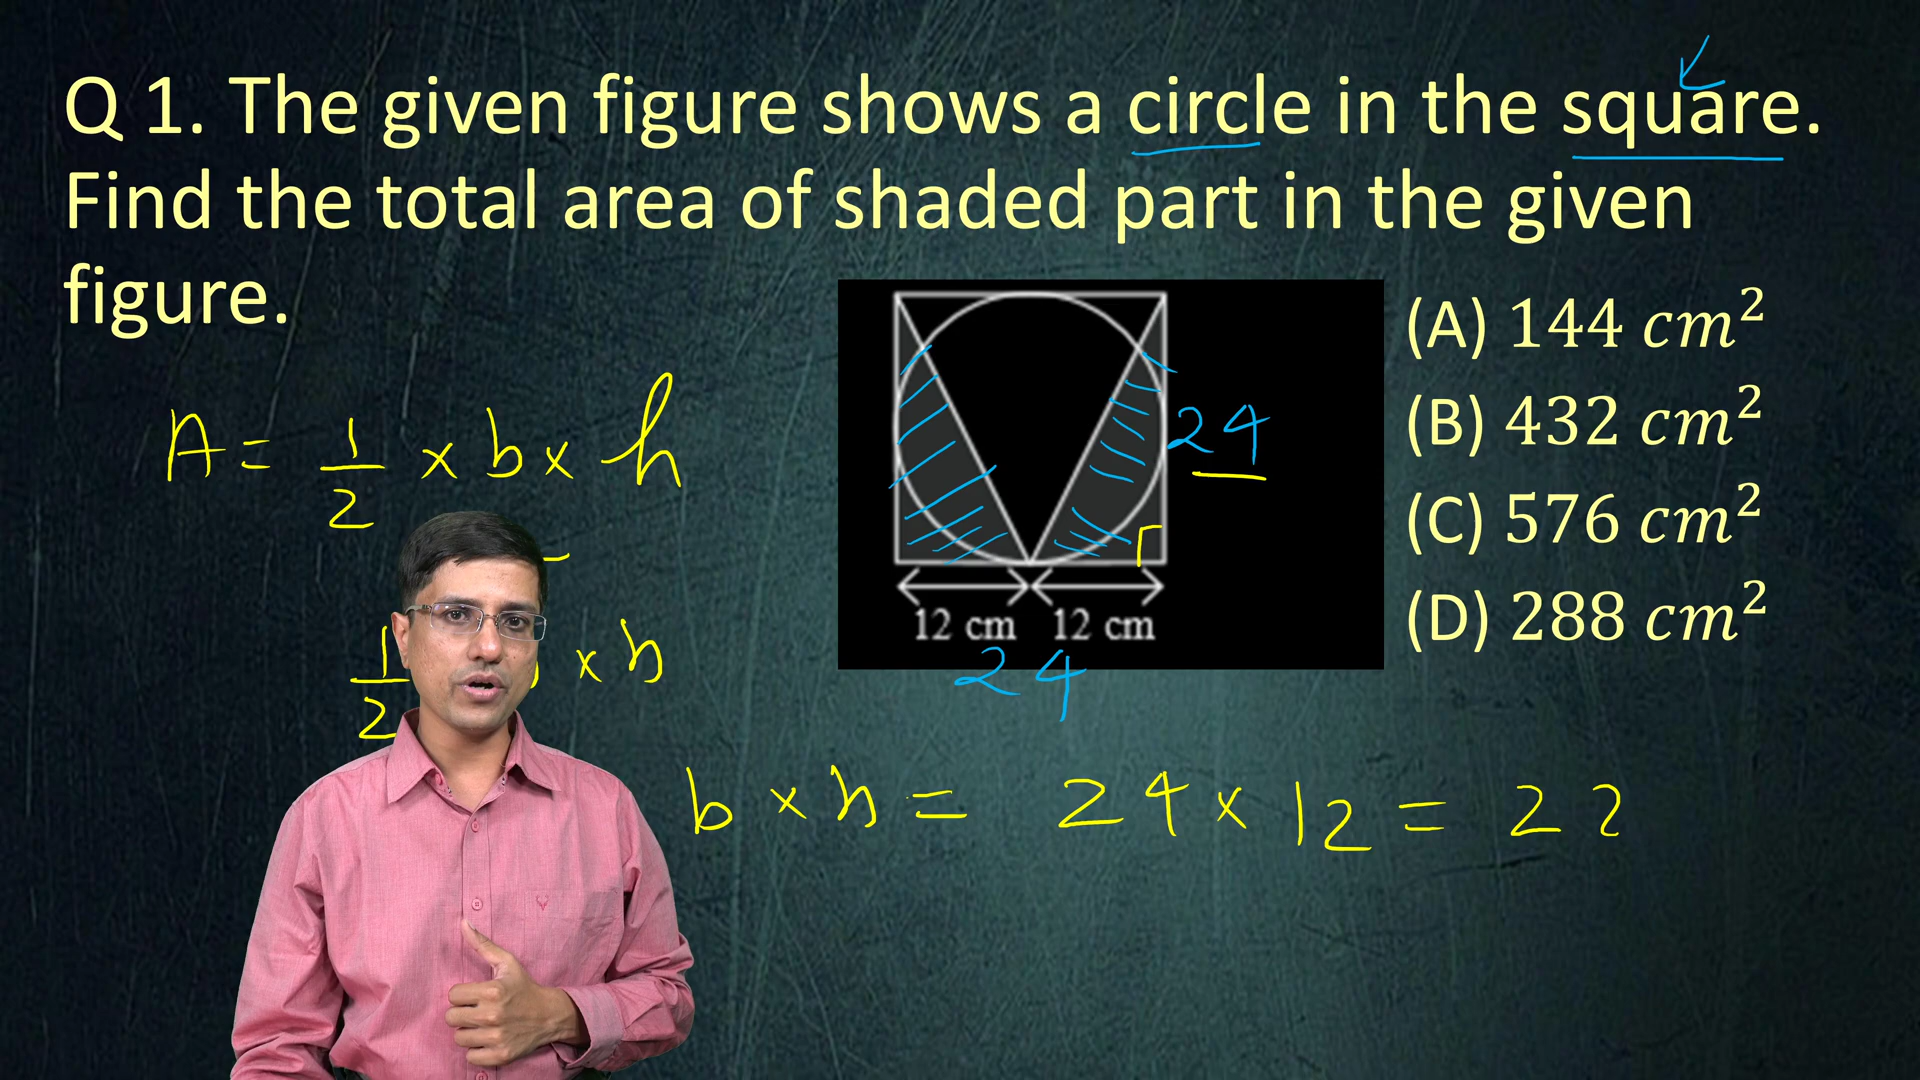 Q 1. The given figure shows a circle in the square.
Find the total area of shaded part in the given
figure.
(A) 144 cm²
(B) 432 cm²
(C) 576 cm²
(D) 288 cm²
24
12 cm 12 cm
24
A = 1/2 × b × h
1/2 × h
b × h = 24 × 12 = 22